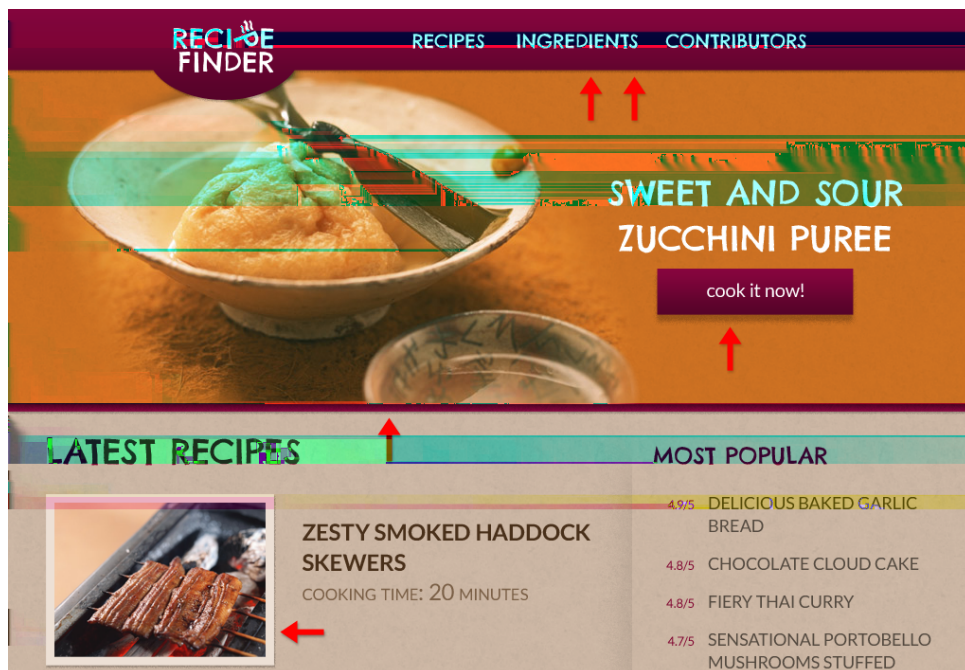 RECIPE
FINDER
RECIPES INGREDIENTS CONTRIBUTORS
SWEET AND SOUR
ZUCCHINI PUREE
cook it now!
LATEST RECIPES
MOST POPULAR
ZESTY SMOKED HADDOCK
SKEWERS
COOKING TIME: 20 MINUTES
4.9/5 DELICIOUS BAKED GARLIC
BREAD
4.8/5 CHOCOLATE CLOUD CAKE
4.8/5 FIERY THAI CURRY
4.7/5 SENSATIONAL PORTOBELLO
MUSHROOMS STUFFED